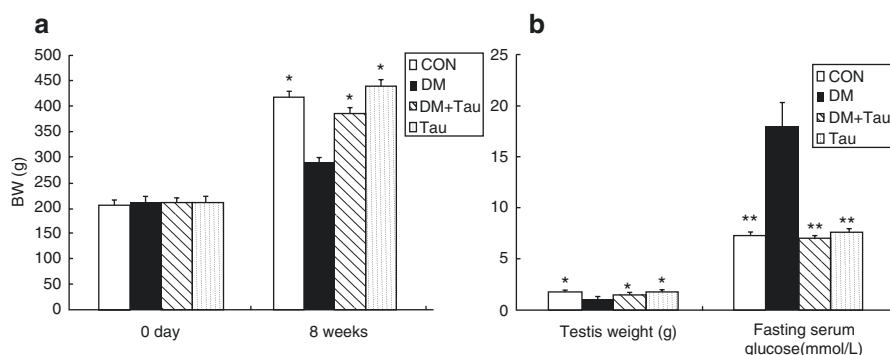 a
500
450
400
350
300
250
200
150
100
50
0
BW (g)
* * *
CON
DM
DM+Tau
Tau
0 day
8 weeks
b
25
20
15
10
5
0
* * *
** ** **
CON
DM
DM+Tau
Tau
Testis weight (g)
Fasting serum
glucose(mmol/L)